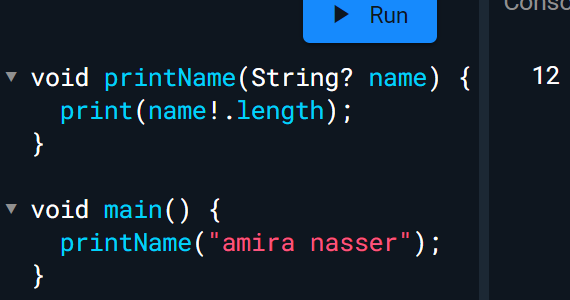 Run
void printName(String? name) {
  print(name!.length);
}
void main() {
  printName("amira nasser");
}
12